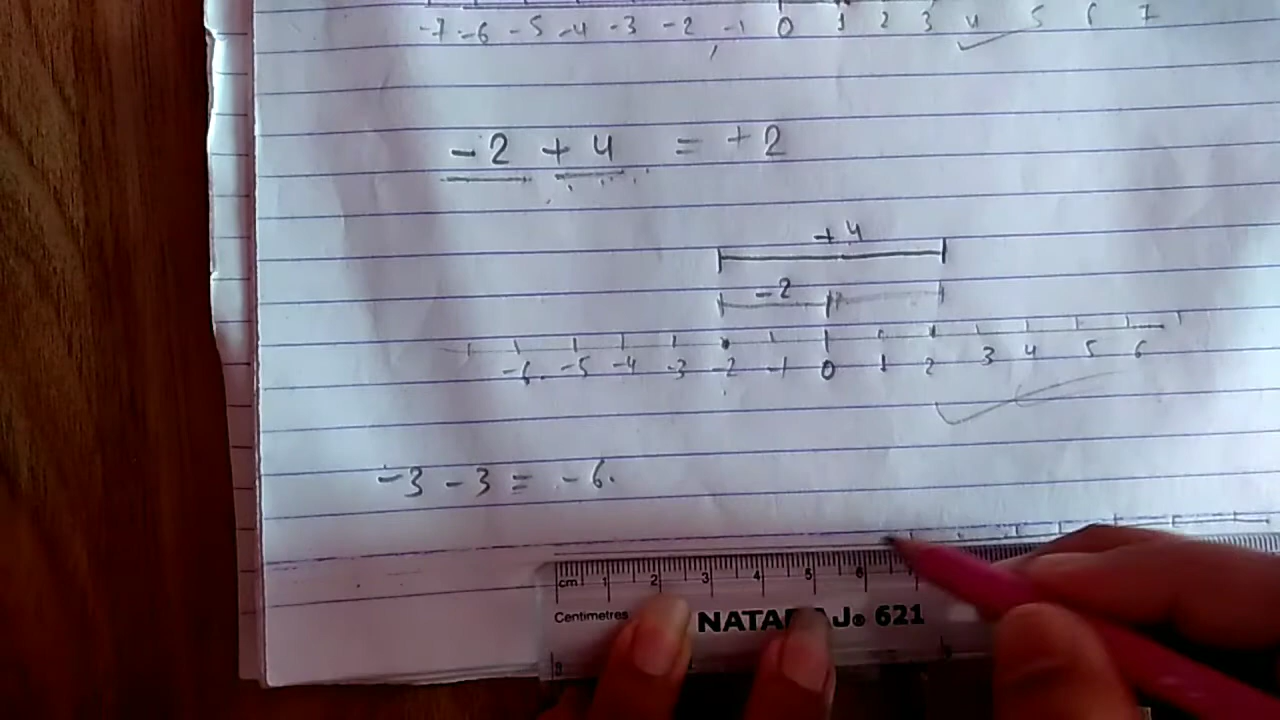 -7 -6 -5 -4 -3 -2 -1 0 1 2 3 4 5 6 7
-2 + 4 = +2
+4
-2
-6 -5 -4 -3 -2 -1 0 1 2 3 4 5 6
-3 - 3 = -6.
cm 1 2 3 4 5 6 7
Centimetres NATARAJ® 621